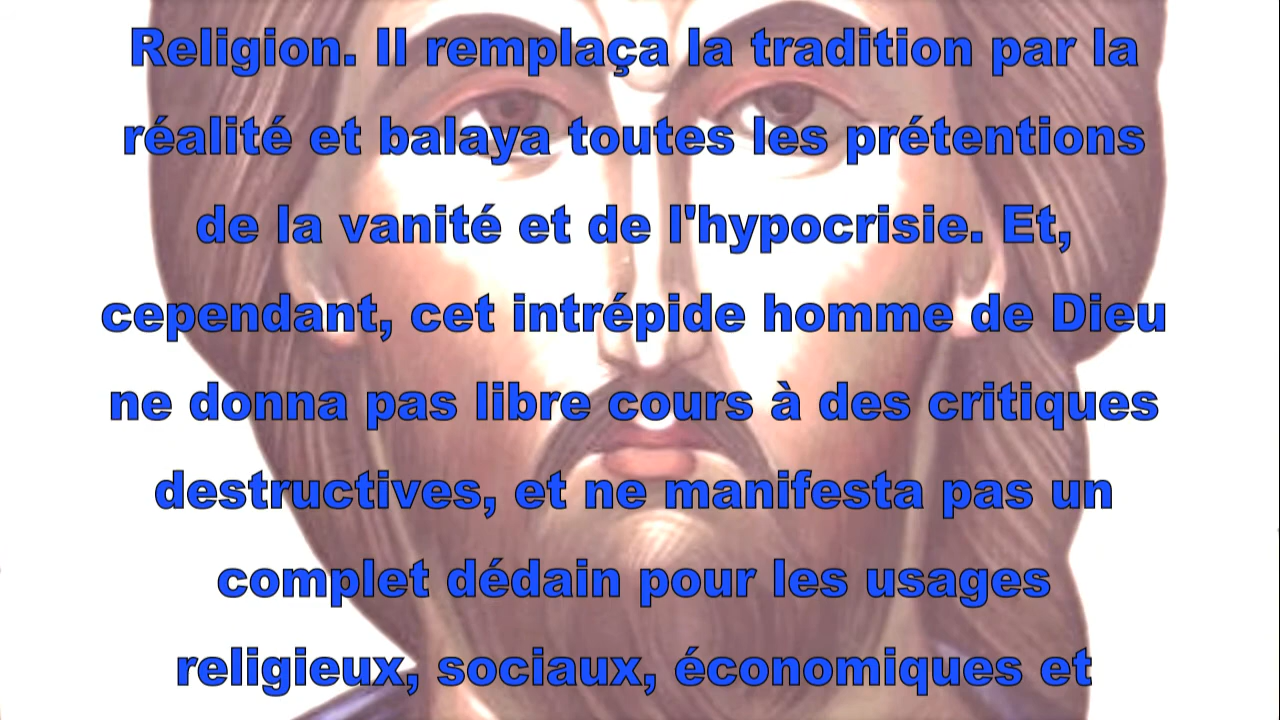 Religion. Il remplaça la tradition par la
réalité et balaya toutes les prétentions
de la vanité et de l'hypocrisie. Et,
cependant, cet intrépide homme de Dieu
ne donna pas libre cours à des critiques
destructives, et ne manifesta pas un
complet dédain pour les usages
religieux, sociaux, économiques et